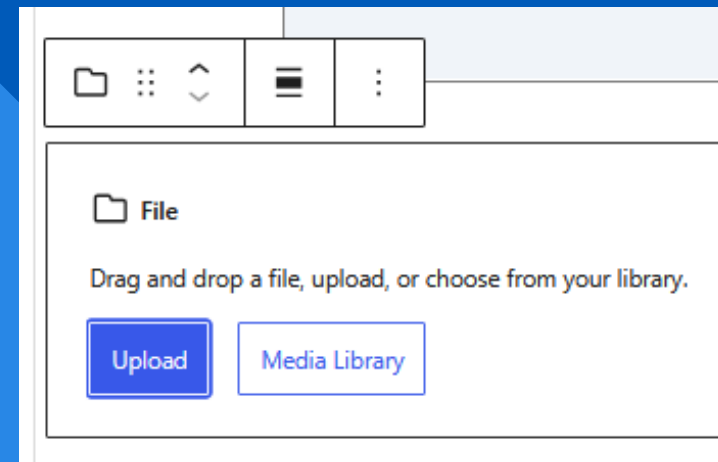 File
Drag and drop a file, upload, or choose from your library.
Upload
Media Library